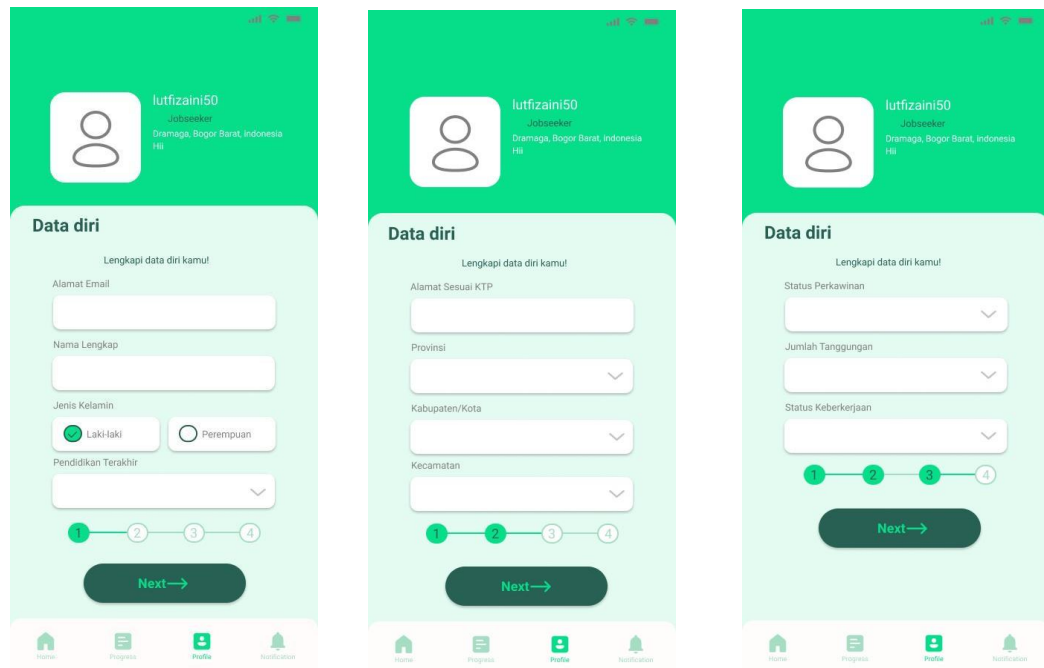 lutfizaini50
Jobseeker
Dramaga, Bogor Barat, indonesia
Hii
Data diri
Lengkapi data diri kamu!
Alamat Email
Nama Lengkap
Jenis Kelamin
Laki-laki Perempuan
Pendidikan Terakhir
1 2 3 4
Next
Home Progress Profile Notification
lutfizaini50
Jobseeker
Dramaga, Bogor Barat, indonesia
Hii
Data diri
Lengkapi data diri kamu!
Alamat Sesuai KTP
Provinsi
Kabupaten/Kota
Kecamatan
1 2 3 4
Next
Home Progress Profile Notification
lutfizaini50
Jobseeker
Dramaga, Bogor Barat, indonesia
Hii
Data diri
Lengkapi data diri kamu!
Status Perkawinan
Jumlah Tanggungan
Status Keberkerjaan
1 2 3 4
Next
Home Progress Profile Notification